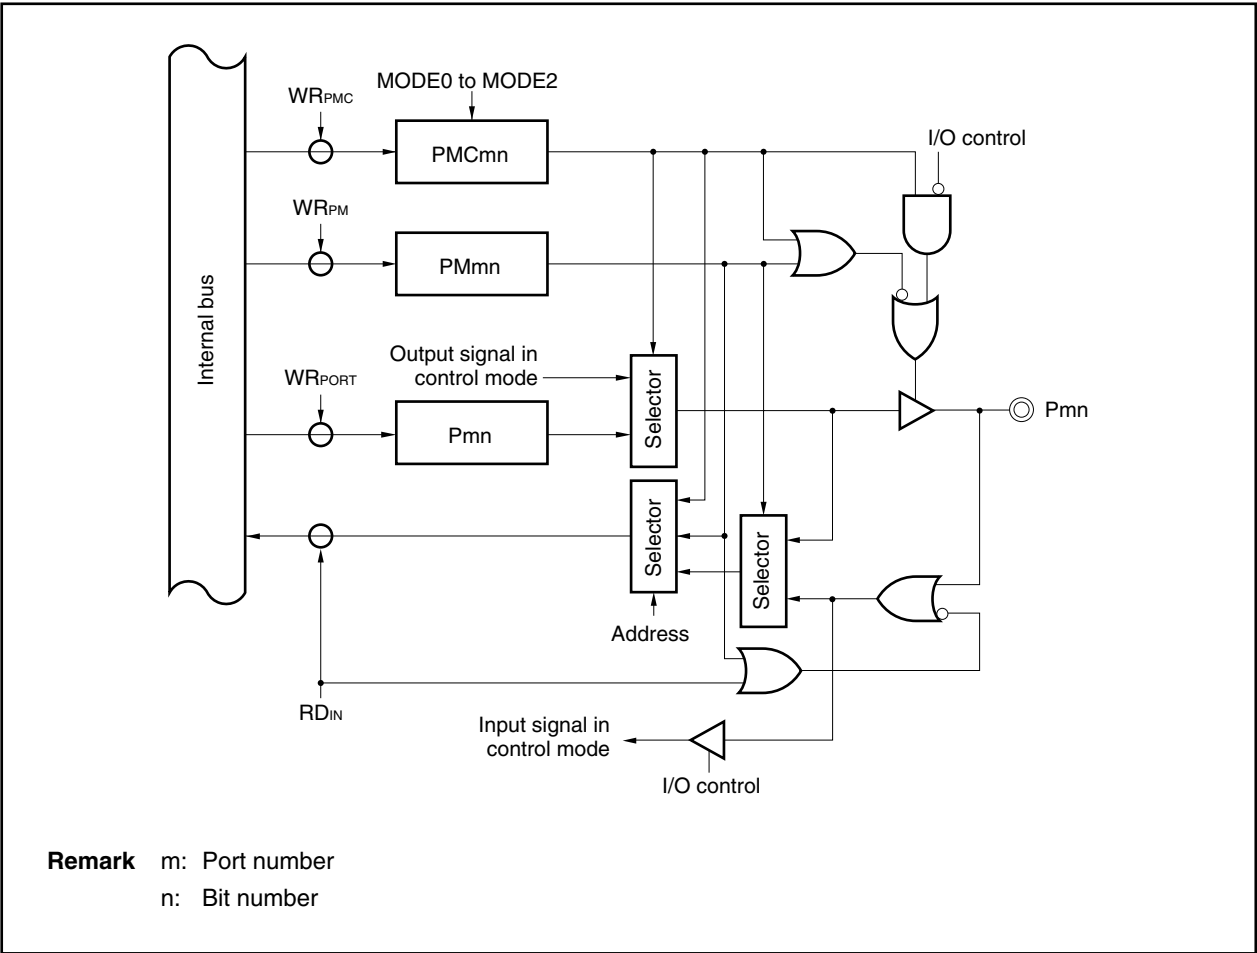 MODE0 to MODE2
WRPMC
PMCmn
I/O control
WRPM
PMmn
Internal bus
Output signal in
control mode
WRPORT
Pmn
Selector
Pmn
Selector
Selector
Address
RDIN
Input signal in
control mode
I/O control
Remark m: Port number
n: Bit number